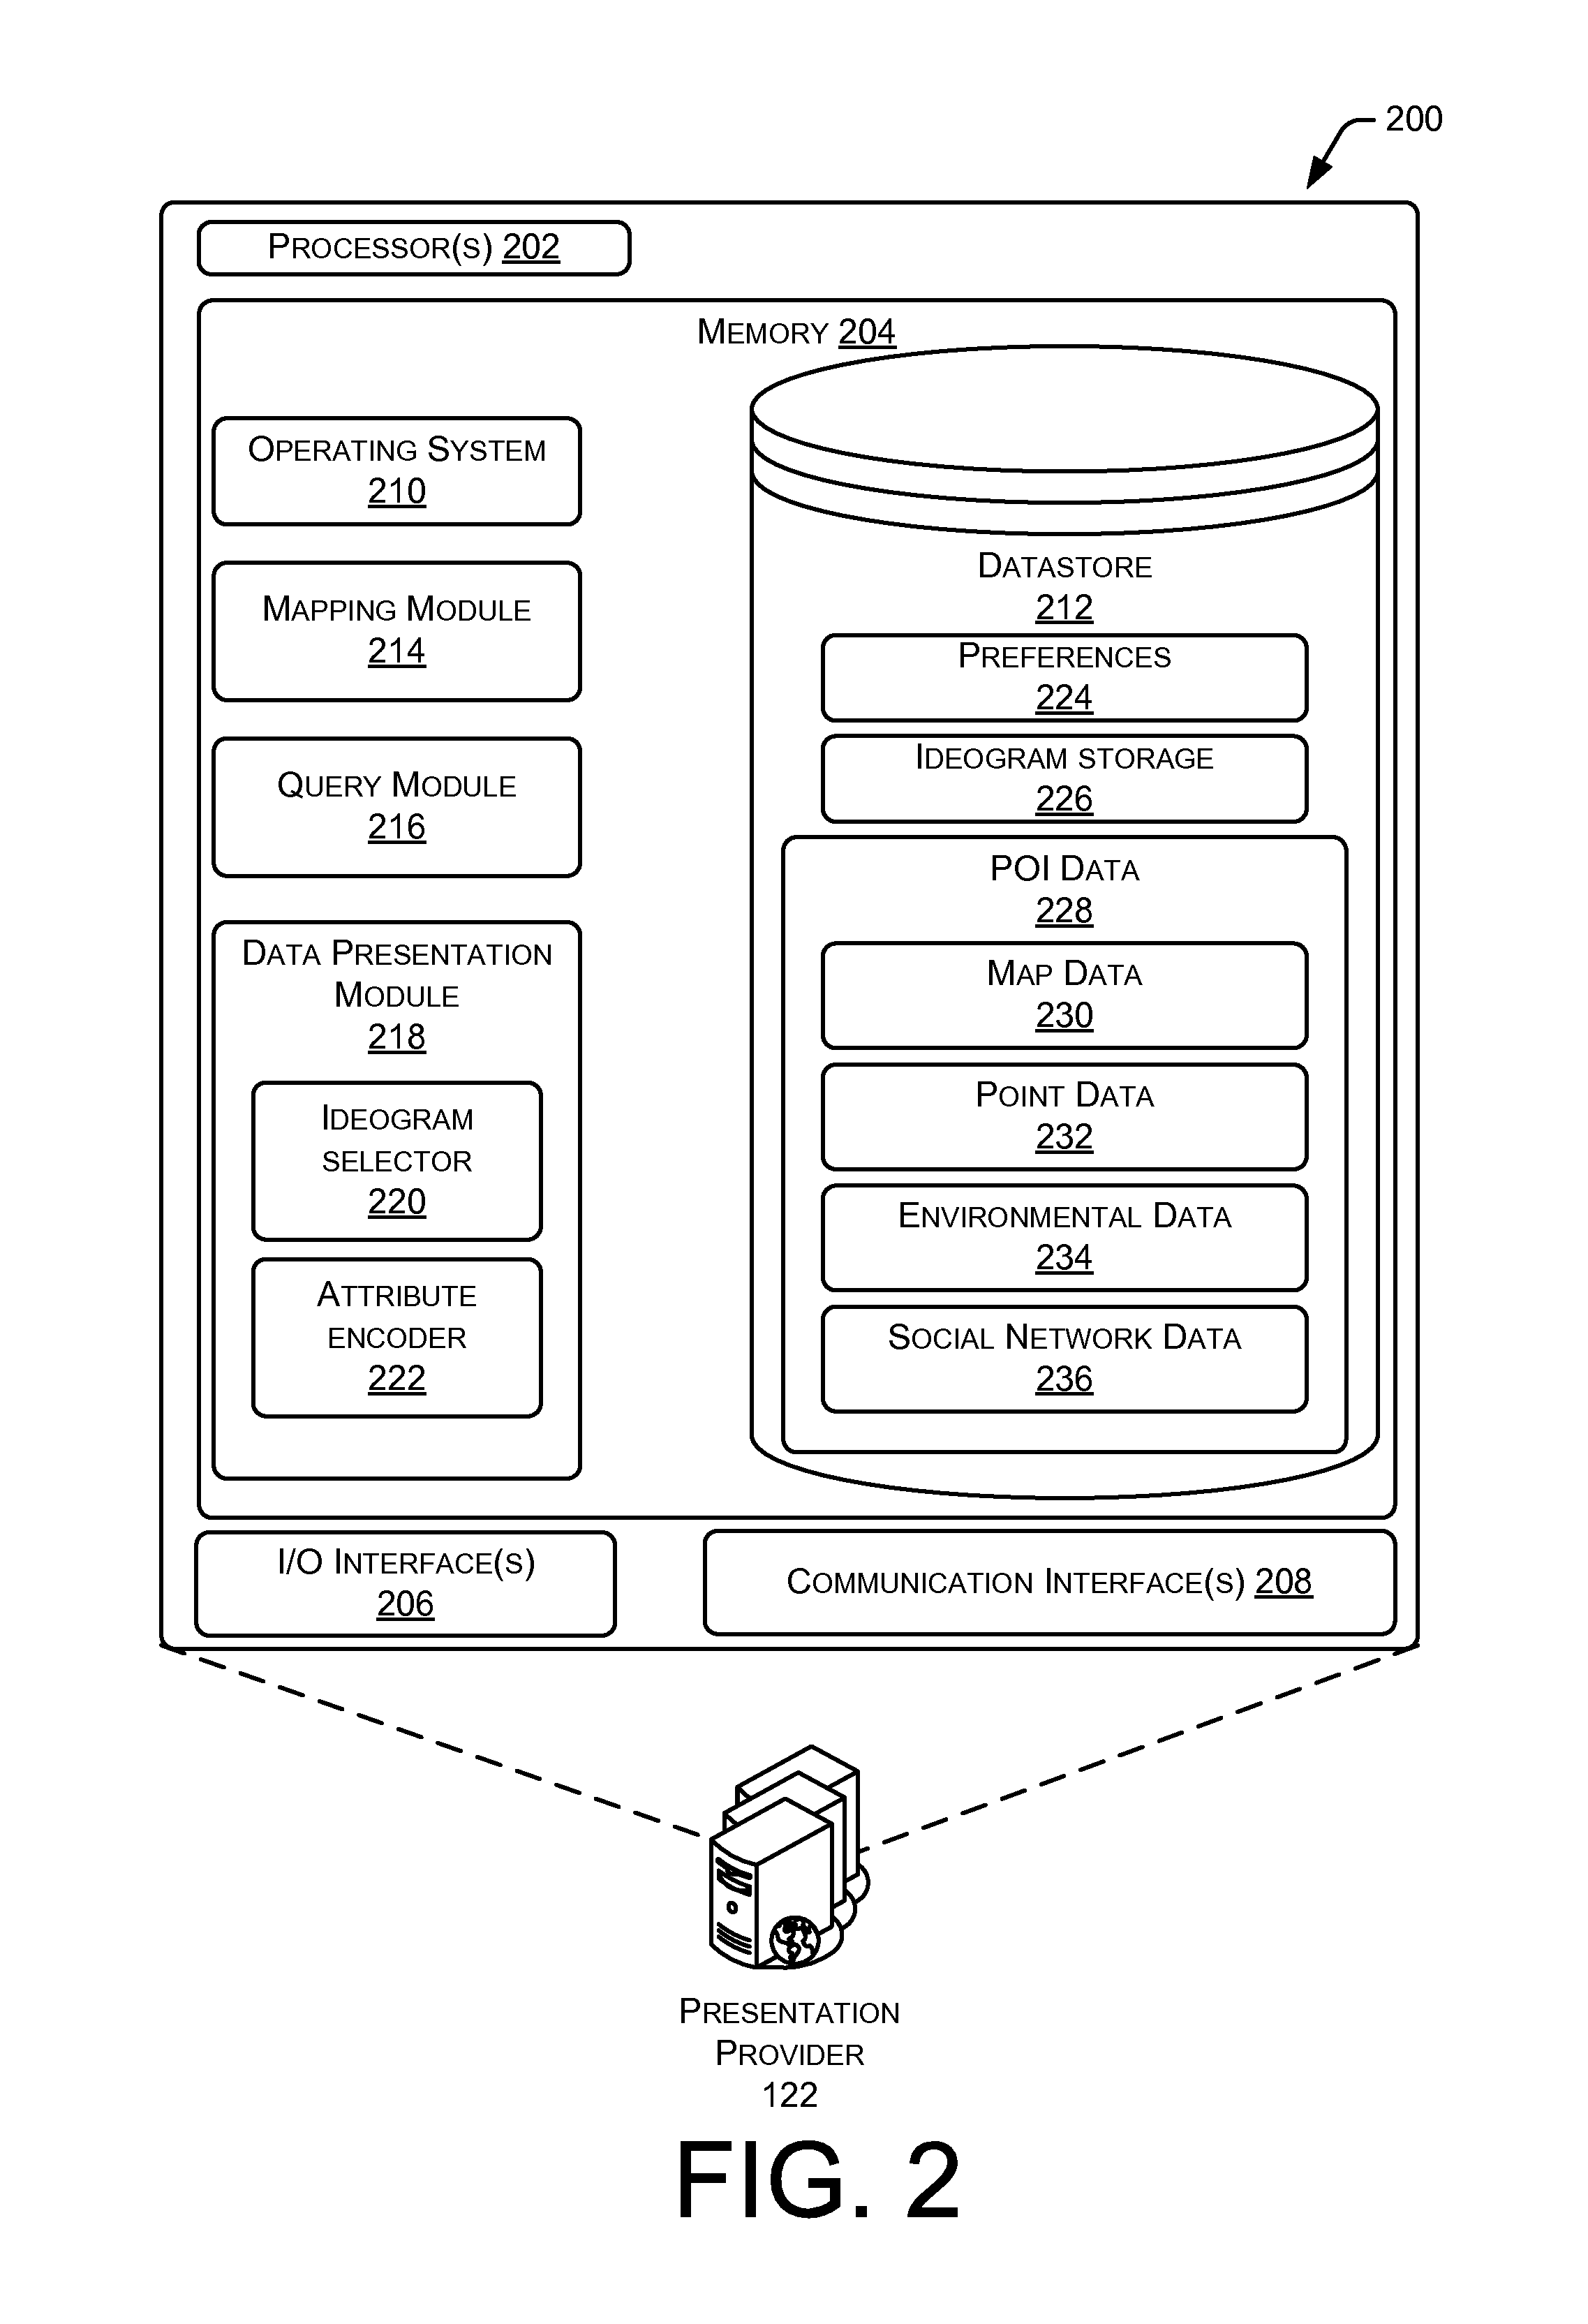 200
Processor(s) 202
Memory 204
Operating System
210
Mapping Module
214
Query Module
216
Data Presentation
Module
218
Ideogram
selector
220
Attribute
encoder
222
Datastore
212
Preferences
224
Ideogram storage
226
POI Data
228
Map Data
230
Point Data
232
Environmental Data
234
Social Network Data
236
I/O Interface(s)
206
Communication Interface(s) 208
Presentation
Provider
122
FIG. 2